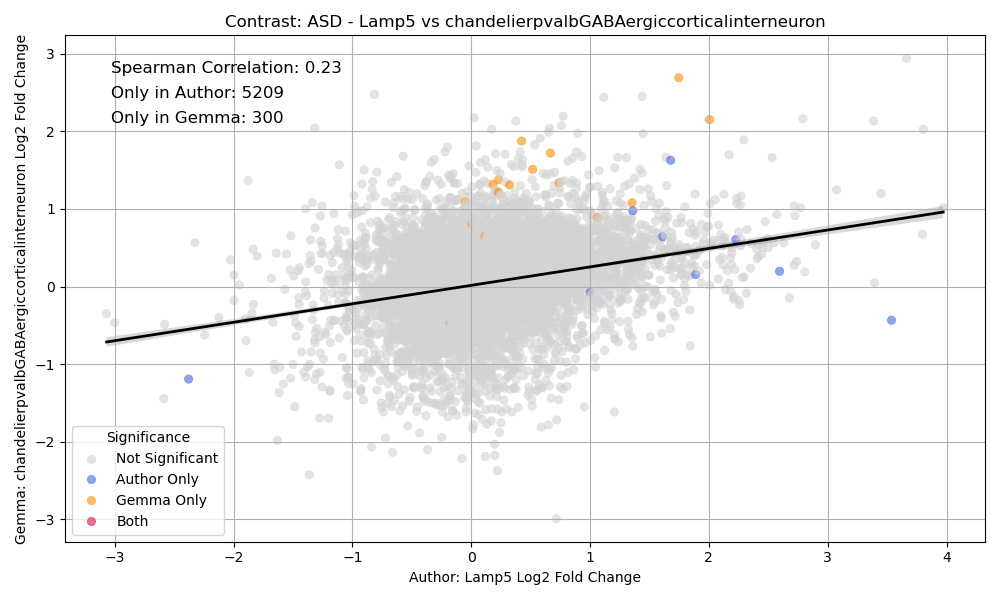 Contrast: ASD - Lamp5 vs chandelierpvalbGABAergiccorticalinterneuron
Gemma: chandelierpvalbGABAergiccorticalinterneuron Log2 Fold Change
3
2
1
0
−1
−2
−3
Spearman Correlation: 0.23
Only in Author: 5209
Only in Gemma: 300
Significance
Not Significant
Author Only
Gemma Only
Both
−3
−2
−1
0
1
2
3
4
Author: Lamp5 Log2 Fold Change